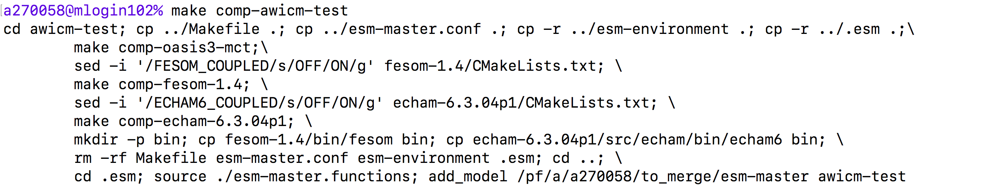 [a270058@mlogin102% make comp-awicm-test
cd awicm-test; cp ../Makefile .; cp ../esm-master.conf .; cp -r ../esm-environment .; cp -r ../.esm .;\
        make comp-oasis3-mct;\
        sed -i '/FESOM_COUPLED/s/OFF/ON/g' fesom-1.4/CMakeLists.txt; \
        make comp-fesom-1.4; \
        sed -i '/ECHAM6_COUPLED/s/OFF/ON/g' echam-6.3.04p1/CMakeLists.txt; \
        make comp-echam-6.3.04p1; \
        mkdir -p bin; cp fesom-1.4/bin/fesom bin; cp echam-6.3.04p1/src/echam/bin/echam6 bin; \
        rm -rf Makefile esm-master.conf esm-environment .esm; cd ..; \
        cd .esm; source ./esm-master.functions; add_model /pf/a/a270058/to_merge/esm-master awicm-test